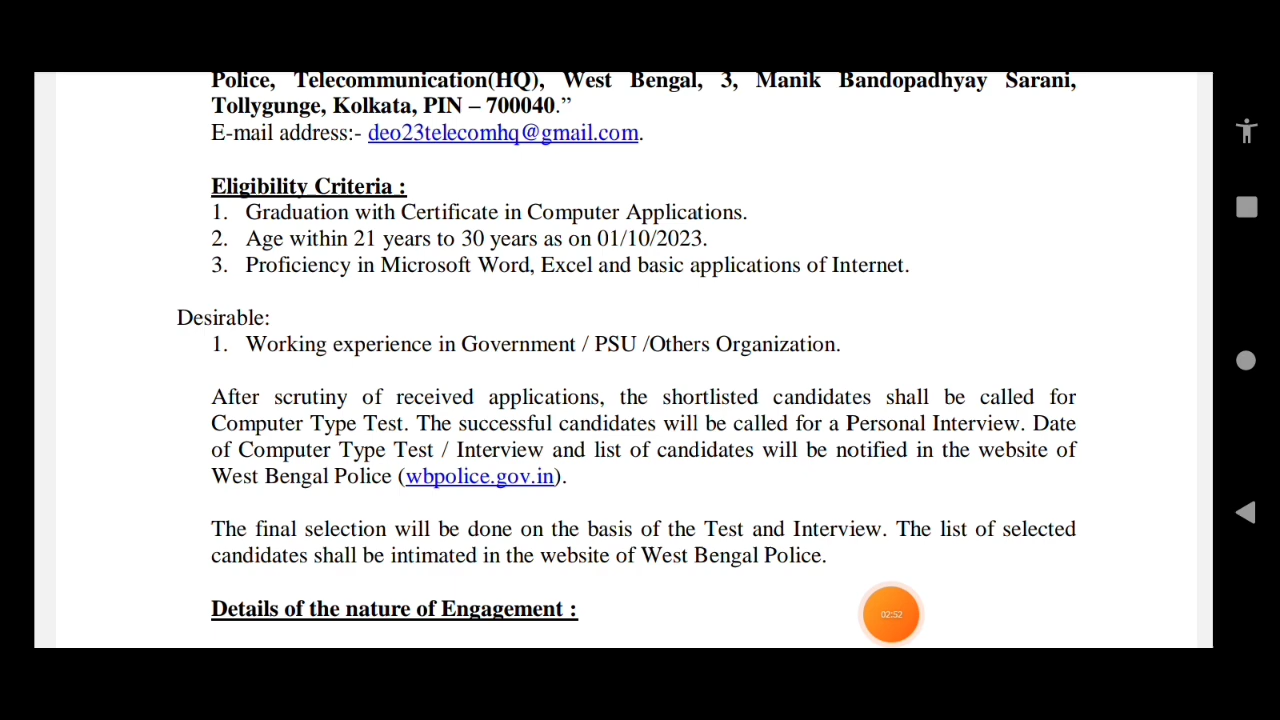 Police, Telecommunication(HQ), West Bengal, 3, Manik Bandopadhyay Sarani,
Tollygunge, Kolkata, PIN – 700040.”
E-mail address:- deo23telecomhq@gmail.com.
Eligibility Criteria :
1. Graduation with Certificate in Computer Applications.
2. Age within 21 years to 30 years as on 01/10/2023.
3. Proficiency in Microsoft Word, Excel and basic applications of Internet.
Desirable:
1. Working experience in Government / PSU /Others Organization.
After scrutiny of received applications, the shortlisted candidates shall be called for
Computer Type Test. The successful candidates will be called for a Personal Interview. Date
of Computer Type Test / Interview and list of candidates will be notified in the website of
West Bengal Police (wbpolice.gov.in).
The final selection will be done on the basis of the Test and Interview. The list of selected
candidates shall be intimated in the website of West Bengal Police.
Details of the nature of Engagement :
02:52